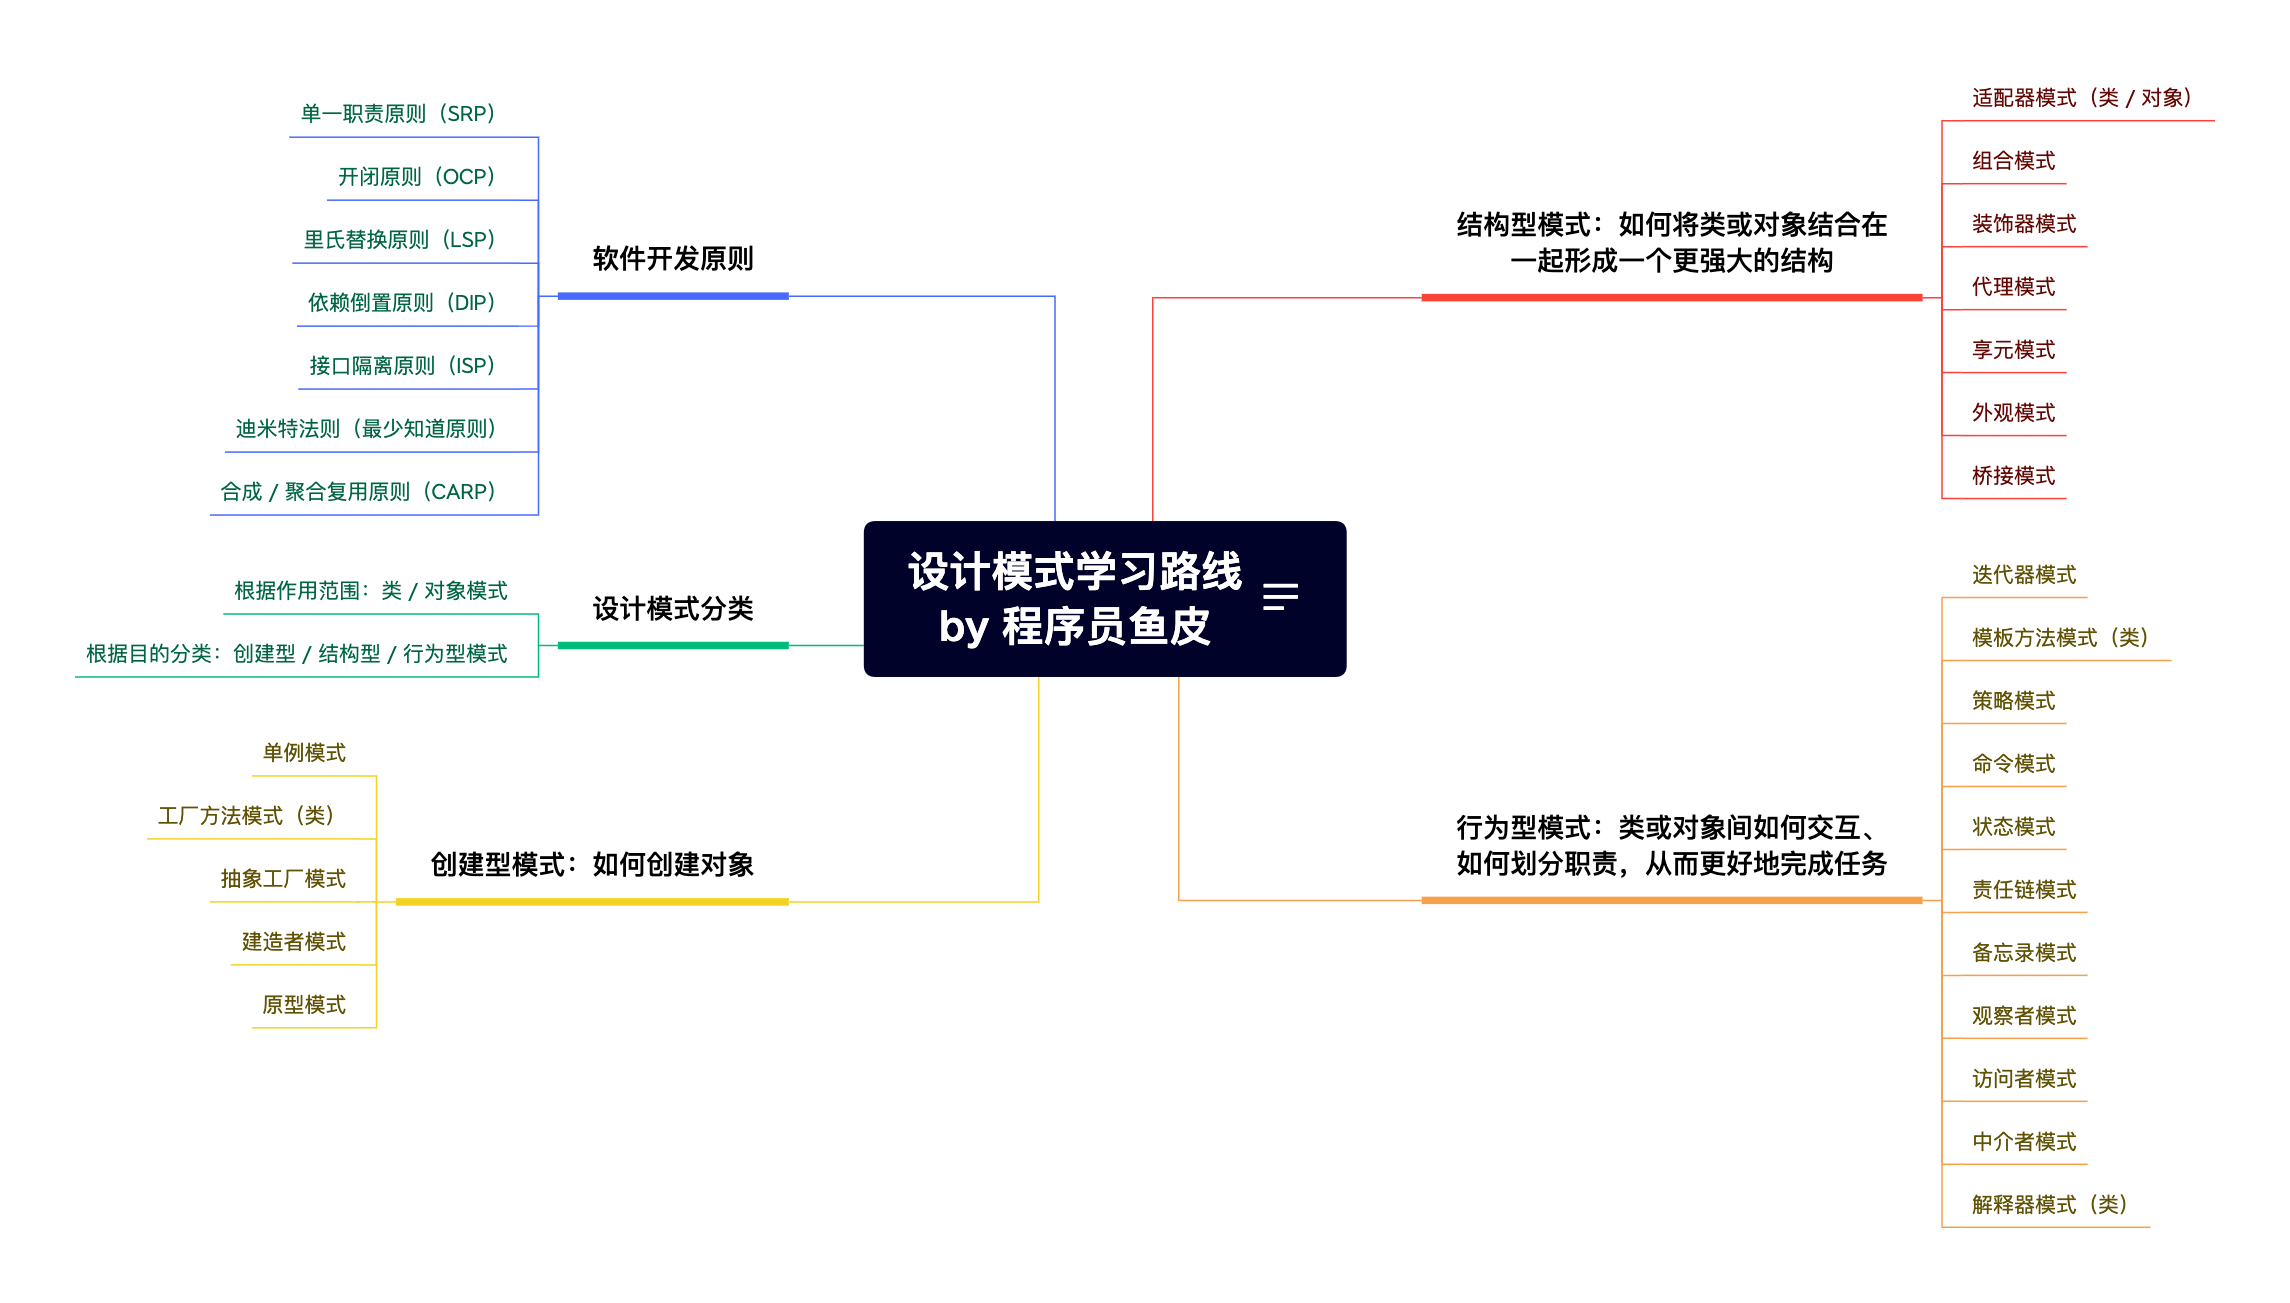 设计模式学习路线
by 程序员鱼皮
软件开发原则
单一职责原则（SRP）
开闭原则（OCP）
里氏替换原则（LSP）
依赖倒置原则（DIP）
接口隔离原则（ISP）
迪米特法则（最少知道原则）
合成 / 聚合复用原则（CARP）
设计模式分类
根据作用范围：类 / 对象模式
根据目的分类：创建型 / 结构型 / 行为型模式
创建型模式：如何创建对象
单例模式
工厂方法模式（类）
抽象工厂模式
建造者模式
原型模式
结构型模式：如何将类或对象结合在
一起形成一个更强大的结构
适配器模式（类 / 对象）
组合模式
装饰器模式
代理模式
享元模式
外观模式
桥接模式
行为型模式：类或对象间如何交互、
如何划分职责，从而更好地完成任务
迭代器模式
模板方法模式（类）
策略模式
命令模式
状态模式
责任链模式
备忘录模式
观察者模式
访问者模式
中介者模式
解释器模式（类）